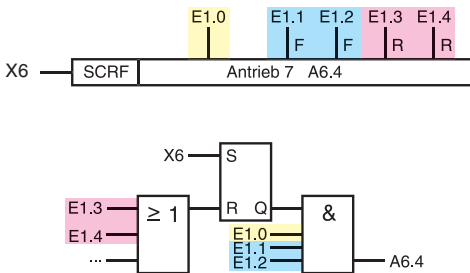 E1.0 E1.1 E1.2 E1.3 E1.4
F F R R
X6 SCRF Antrieb 7 A6.4
X6 S
E1.3 ≥ 1 R Q &
E1.4 E1.0
E1.1
... E1.2 A6.4